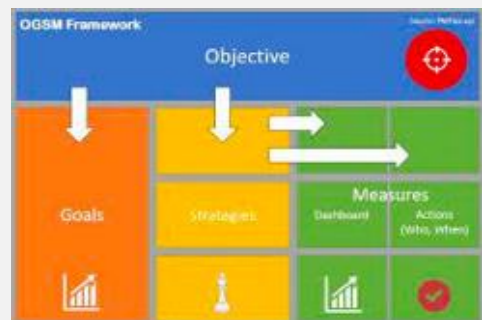 OGSM Framework
Objective
Goals
Strategies
Measures
Dashboard
Actions
(Who, When)